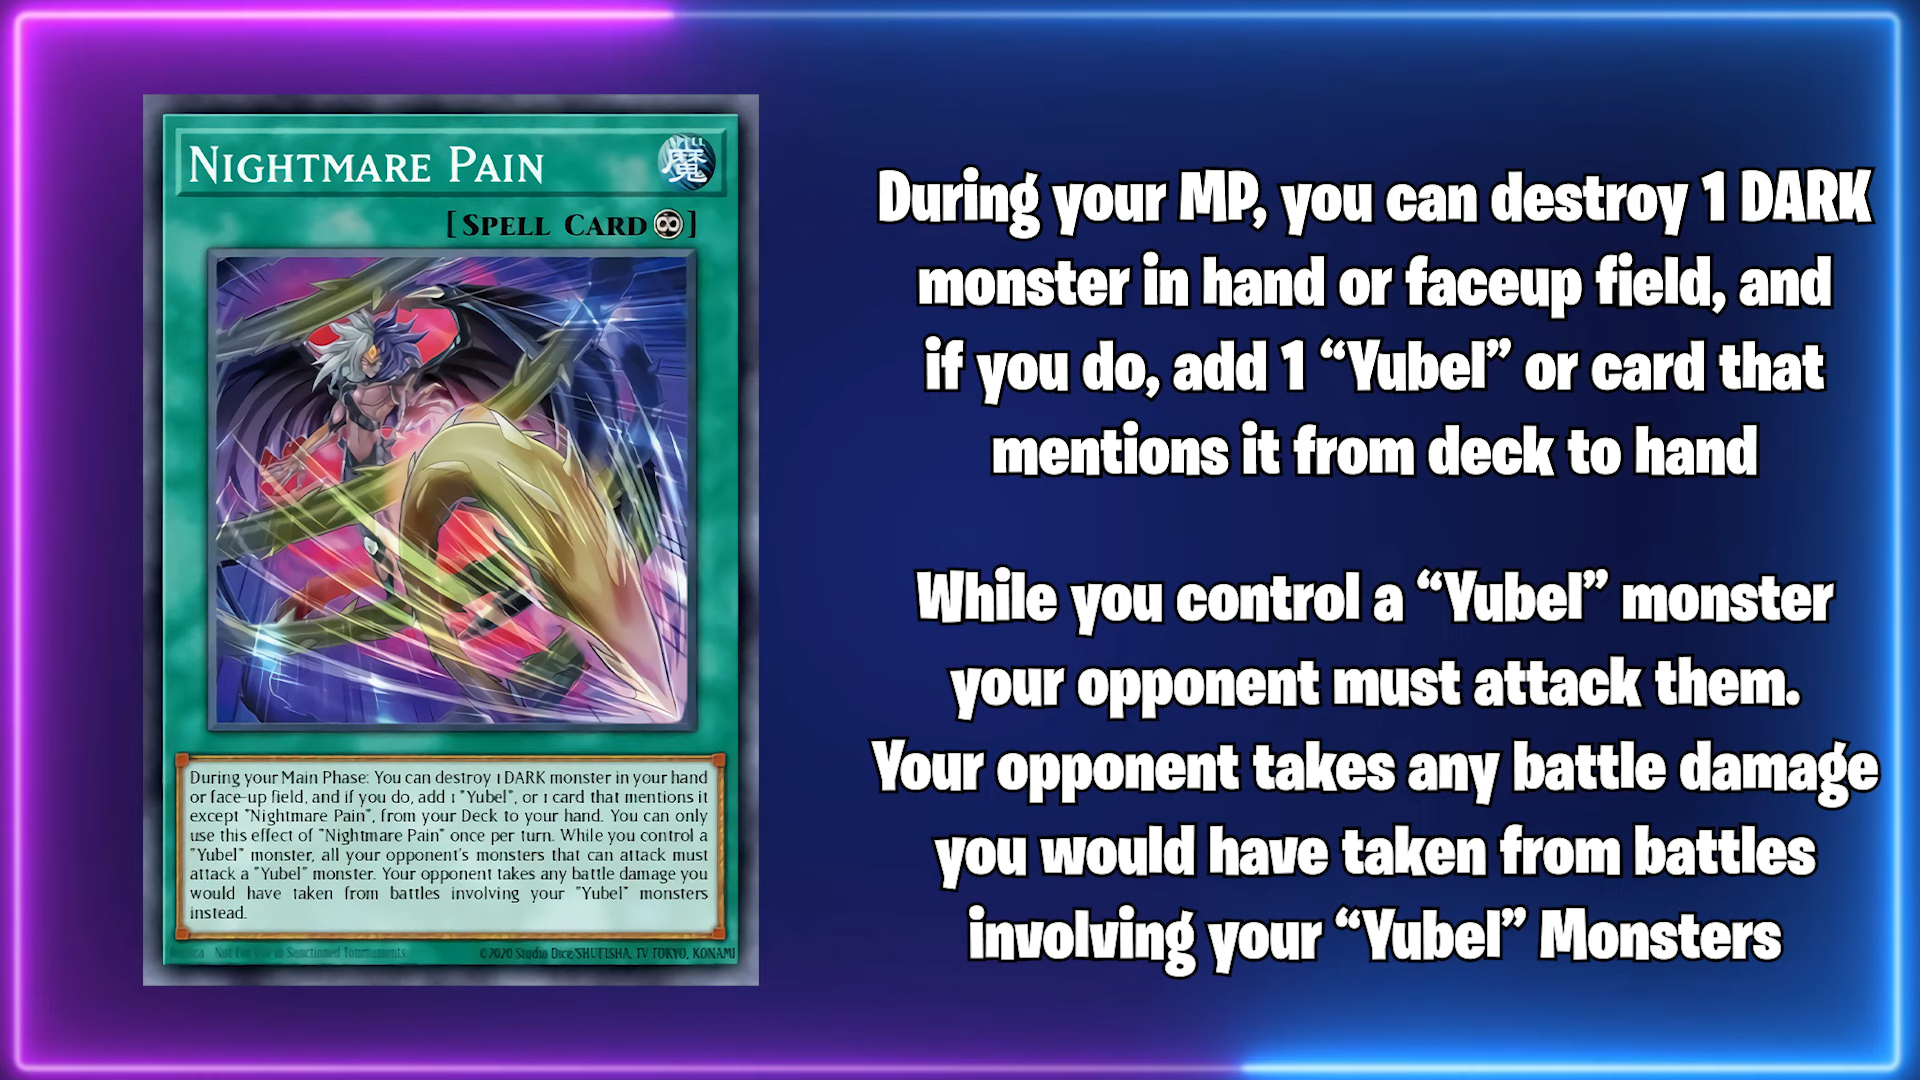 NIGHTMARE PAIN
魔
[SPELL CARD ]
During your Main Phase: You can destroy 1 DARK monster in your hand
or face-up field, and if you do, add 1 "Yubel", or 1 card that mentions it
except "Nightmare Pain", from your Deck to your hand. You can only
use this effect of "Nightmare Pain" once per turn. While you control a
"Yubel" monster, all your opponent's monsters that can attack must
attack a "Yubel" monster. Your opponent takes any battle damage you
would have taken from battles involving your "Yubel" monsters
instead.
Not For Use in Sanctioned Tournaments
©2020 Studio Dice/SHUEISHA, TV TOKYO, KONAMI
During your MP, you can destroy 1 DARK
monster in hand or faceup field, and
if you do, add 1 “Yubel” or card that
mentions it from deck to hand
While you control a “Yubel” monster
your opponent must attack them.
Your opponent takes any battle damage
you would have taken from battles
involving your “Yubel” Monsters